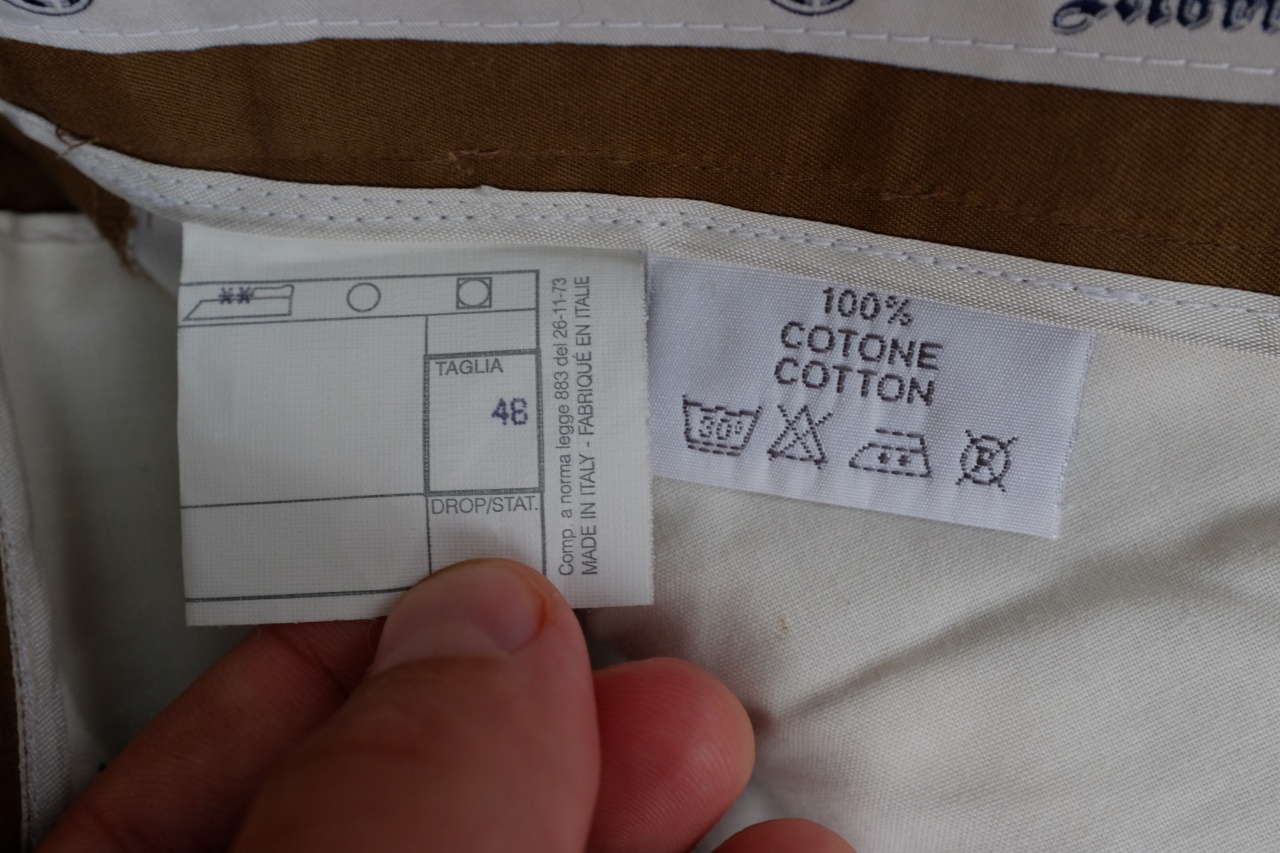 **
TAGLIA
48
DROP/STAT.
Comp. a norma legge 883 del 26-11-73
MADE IN ITALY - FABRIQUÉ EN ITALIE
100%
COTONE
COTTON
30°